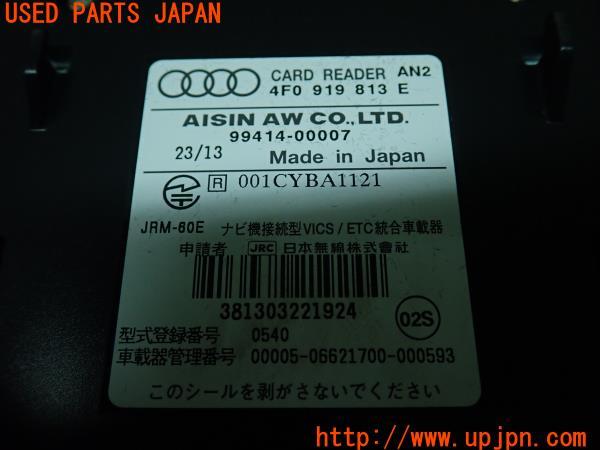 USED PARTS JAPAN
CARD READER AN2
4F0 919 813 E
AISIN AW CO.,LTD.
99414-00007
23/13 Made in Japan
R 001CYBA1121
JRM-60E ナビ機接続型VICS/ETC統合車載器
申請者 JRC 日本無線株式會社
381303221924
02S
型式登録番号 0540
車載器管理番号 00005-06621700-000593
このシールを剥がさないでください
http://www.upjpn.com